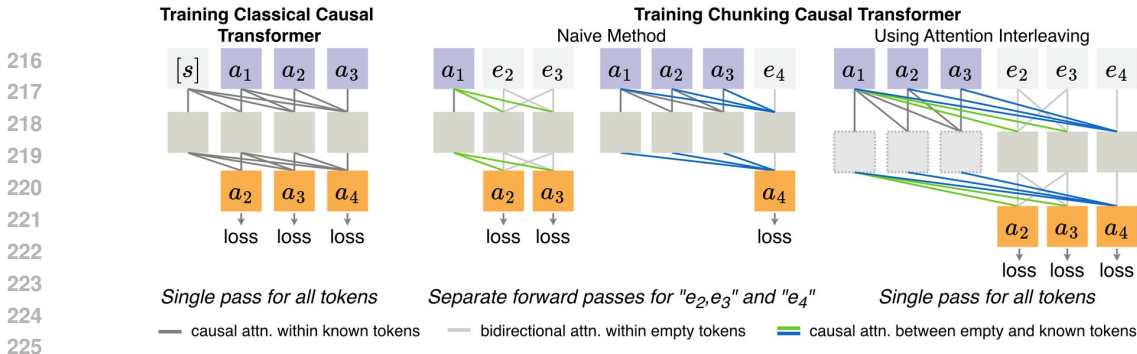 Training Classical Causal
Transformer
Training Chunking Causal Transformer
Naive Method
Using Attention Interleaving
216
217
218
219
220
221
222
223
224
225
[s] a1 a2 a3
a2 a3 a4
loss loss loss
Single pass for all tokens
a1 e2 e3
a2 a3
loss loss
a1 a2 a3 e4
a4
loss
Separate forward passes for "e2,e3" and "e4"
a1 a2 a3 e2 e3 e4
a2 a3 a4
loss loss loss
Single pass for all tokens
causal attn. within known tokens
bidirectional attn. within empty tokens
causal attn. between empty and known tokens